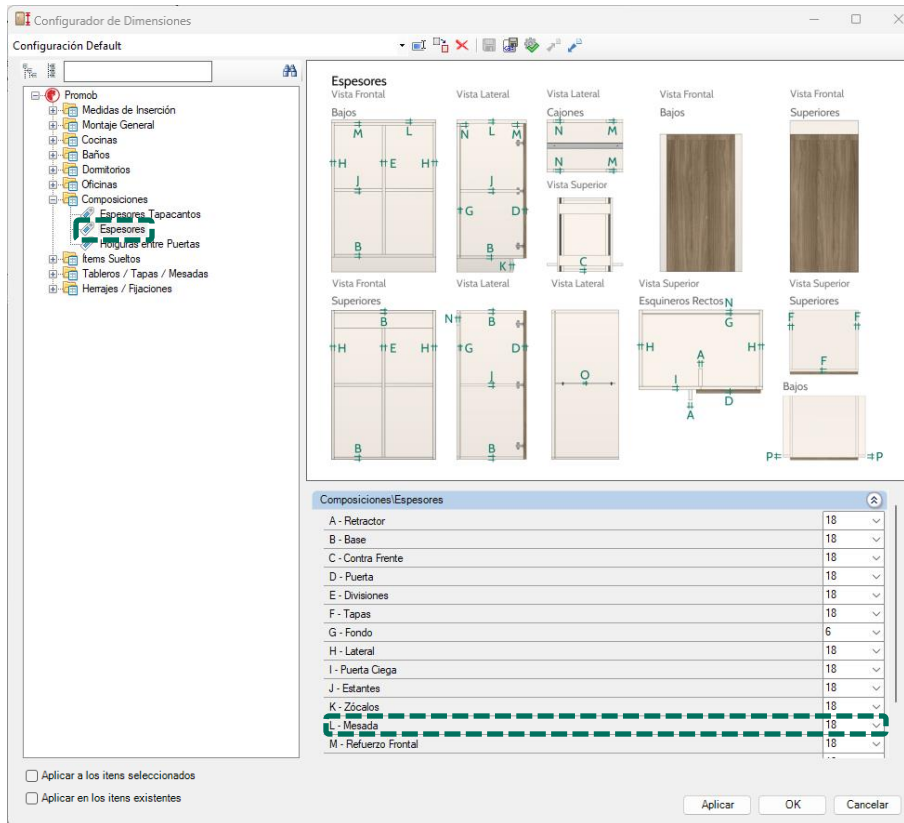 Configurador de Dimensiones
Configuración Default
Promob
Medidas de Inserción
Montaje General
Cocinas
Baños
Dormitorios
Oficinas
Composiciones
Espesores Tapacantos
Espesores
Holguras entre Puertas
Ítems Sueltos
Tableros / Tapas / Mesadas
Herrajes / Fijaciones
Espesores
Vista Frontal Vista Lateral Vista Lateral Vista Frontal Vista Frontal
Bajos Cajones Bajos Superiores
M L N L M N M
H E H N M
J J
Vista Superior
G D
B B
K C
Vista Frontal Vista Lateral Vista Lateral Vista Superior Vista Superior
Superiores Esquineros Rectos N Superiores
B N B G F F
H E H G D H A H
J O I F
D
A Bajos
B B P P
Composiciones\Espesores
A - Retractor 18
B - Base 18
C - Contra Frente 18
D - Puerta 18
E - Divisiones 18
F - Tapas 18
G - Fondo 6
H - Lateral 18
I - Puerta Ciega 18
J - Estantes 18
K - Zócalos 18
L - Mesada 18
M - Refuerzo Frontal 18
Aplicar a los itens seleccionados
Aplicar en los itens existentes
Aplicar OK Cancelar